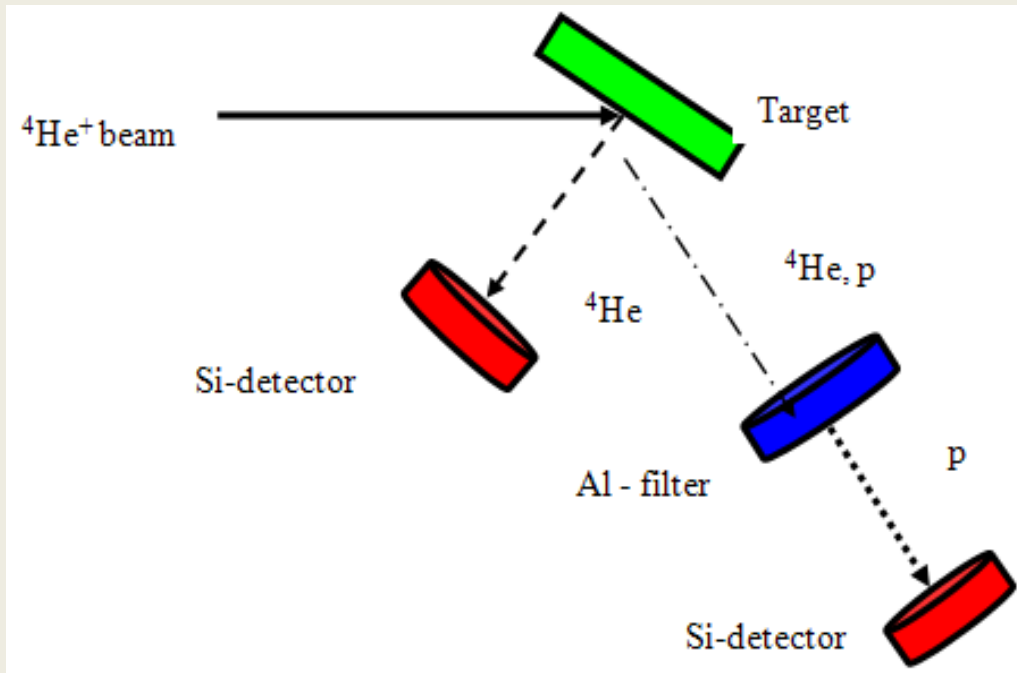 ⁴He⁺ beam
Target
⁴He, p
⁴He
Si-detector
p
Al - filter
Si-detector